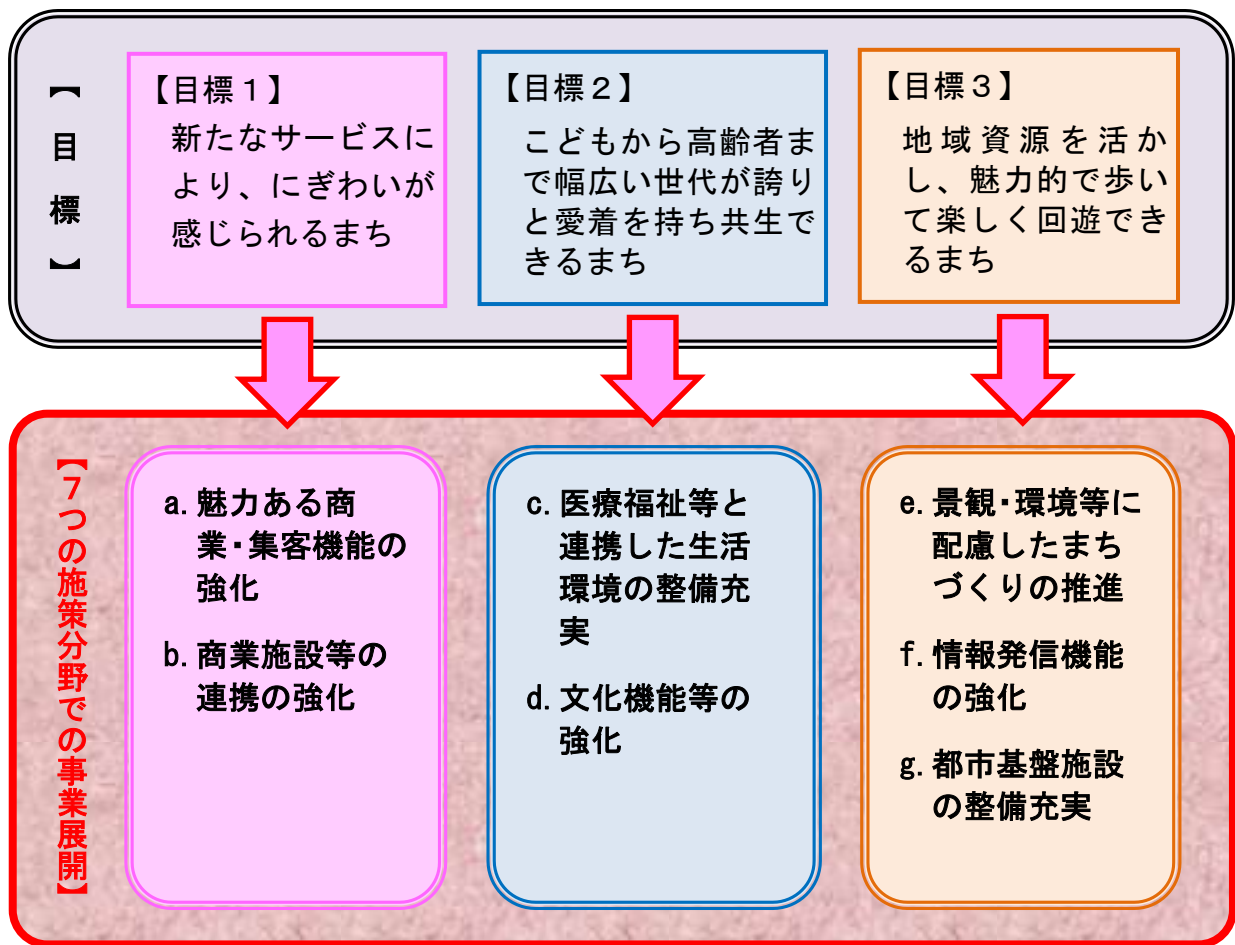 【目標】
【目標１】
新たなサービスに
より、にぎわいが
感じられるまち
【目標２】
こどもから高齢者ま
で幅広い世代が誇り
と愛着を持ち共生で
きるまち
【目標３】
地域資源を活か
し、魅力的で歩い
て楽しく回遊でき
るまち
【７つの施策分野での事業展開】
a. 魅力ある商
業・集客機能の
強化
b. 商業施設等の
連携の強化
c. 医療福祉等と
連携した生活
環境の整備充
実
d. 文化機能等の
強化
e. 景観・環境等に
配慮したまち
づくりの推進
f. 情報発信機能
の強化
g. 都市基盤施設
の整備充実